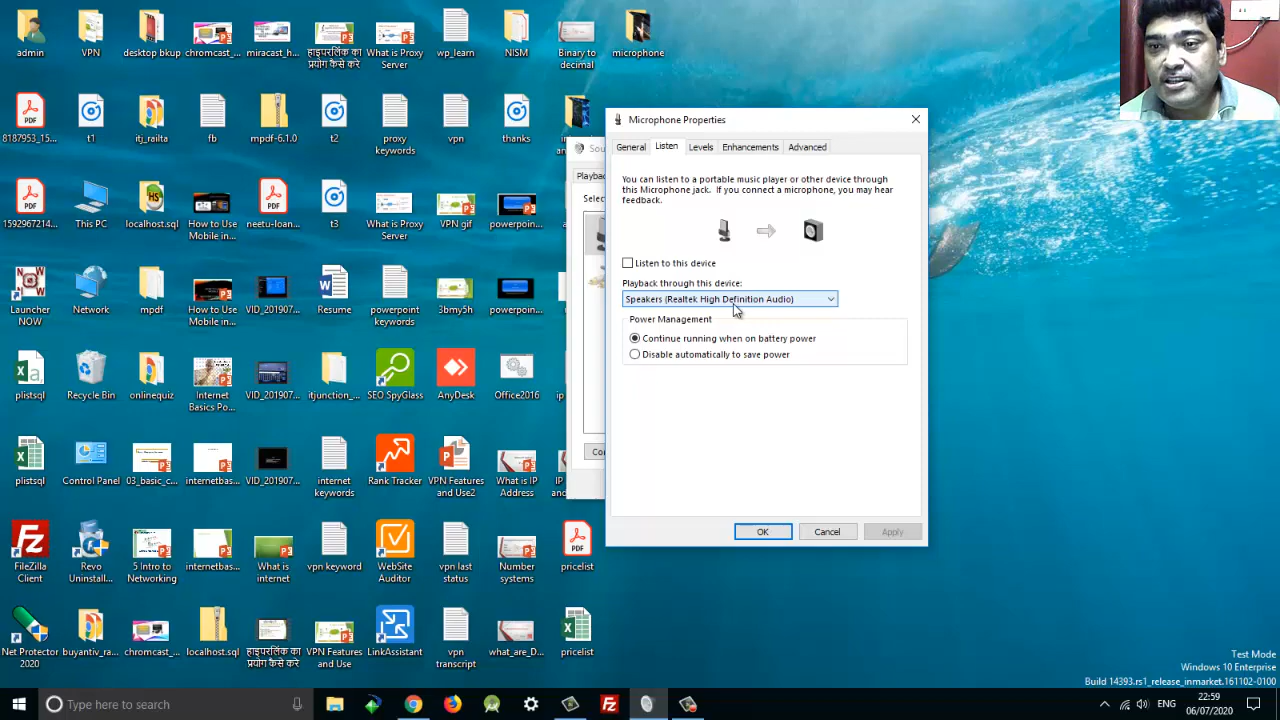 admin
VPN
desktop bkup
chromcast_...
miracast_h...
हाइपरलिंक का
प्रयोग कैसे करे
What is Proxy
Server
wp_learn
NISM
Binary to
decimal
microphone
8187953_15...
t1
itj_railta
fb
mpdf-6.1.0
t2
proxy
keywords
vpn
thanks
1592967214...
This PC
localhost.sql
How to Use
Mobile in...
neetu-loan...
t3
What is Proxy
Server
VPN gif
powerpoin...
Launcher
NOW
Network
mpdf
How to Use
Mobile in...
VID_201907...
Resume
powerpoint
keywords
3bmy5h
powerpoin...
plistsql
Recycle Bin
onlinequiz
Internet
Basics Po...
VID_201907...
itjunction_...
SEO SpyGlass
AnyDesk
Office2016
plistsql
Control Panel
03_basic_c...
internetbas...
VID_201907...
internet
keywords
Rank Tracker
VPN Features
and Use2
What is IP
Address
FileZilla
Client
Revo
Uninstall...
5 Intro to
Networking
internetbas...
What is
internet
vpn keyword
WebSite
Auditor
vpn last
status
Number
systems
pricelist
Net Protector
2020
buyantiv_ra...
chromcast_...
localhost.sql
हाइपरलिंक का
प्रयोग कैसे करे
VPN Features
and Use
LinkAssistant
vpn
transcript
what_are_D...
pricelist
Microphone Properties
General
Listen
Levels
Enhancements
Advanced
You can listen to a portable music player or other device through
this Microphone jack. If you connect a microphone, you may hear
feedback.
Listen to this device
Playback through this device:
Speakers (Realtek High Definition Audio)
Power Management
Continue running when on battery power
Disable automatically to save power
OK
Cancel
Apply
Test Mode
Windows 10 Enterprise
Build 14393.rs1_release_inmarket.161102-0100
Type here to search
ENG
22:59
06/07/2020